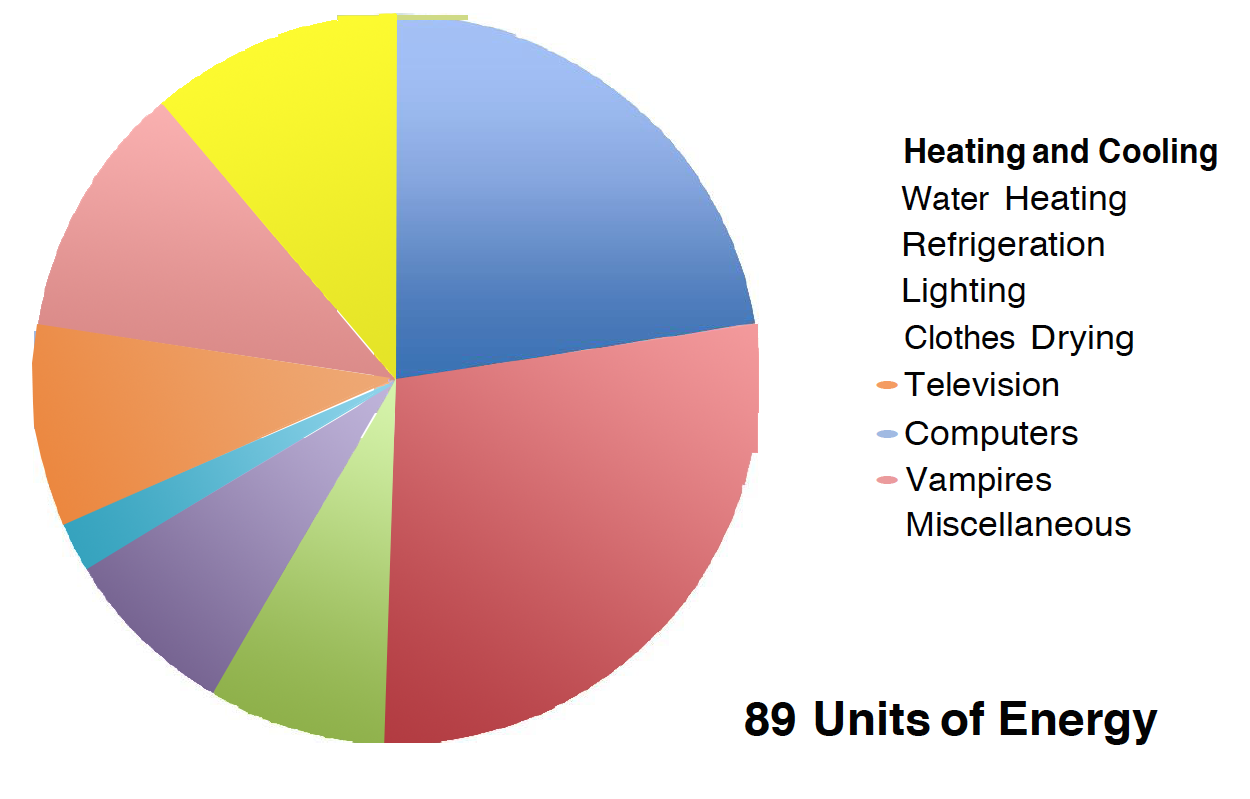 Heating and Cooling
Water Heating
Refrigeration
Lighting
Clothes Drying
Television
Computers
Vampires
Miscellaneous
89 Units of Energy